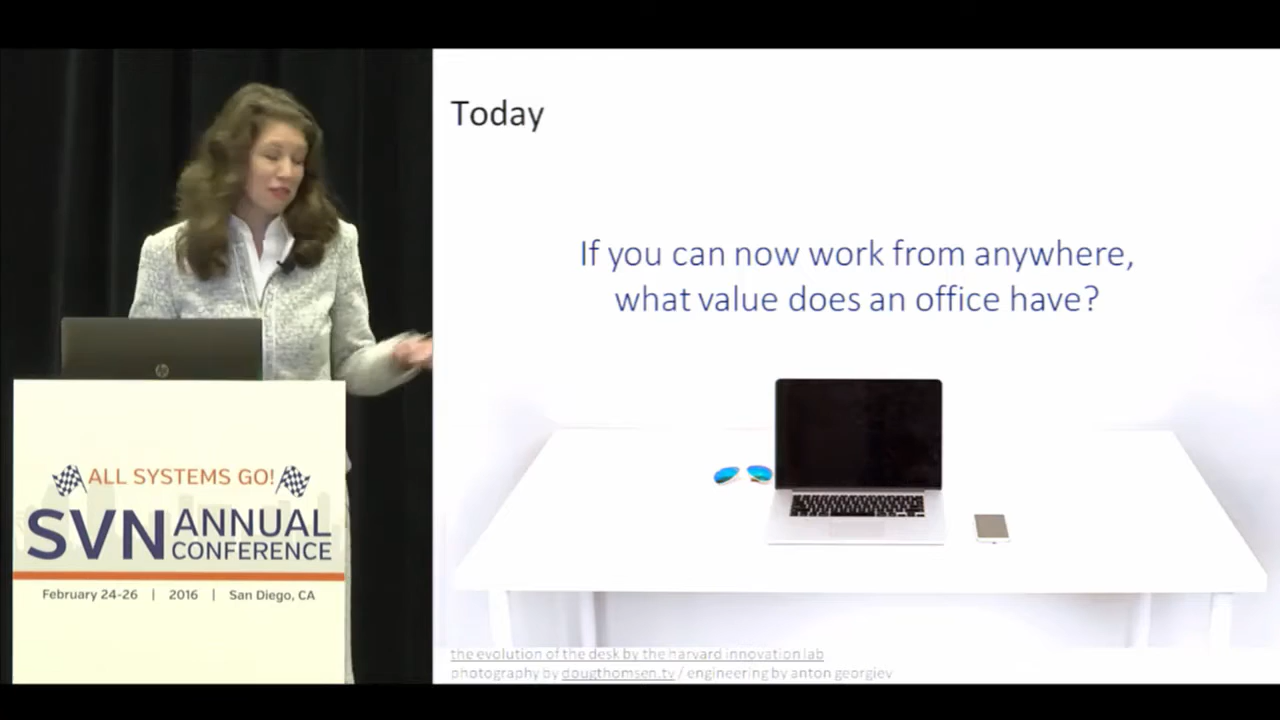 Today
If you can now work from anywhere,
what value does an office have?
the evolution of the desk by the harvard innovation lab
photography by dougthomsen.tv / engineering by anton georgiev
hp
ALL SYSTEMS GO!
SVN ANNUAL
CONFERENCE
February 24-26 | 2016 | San Diego, CA